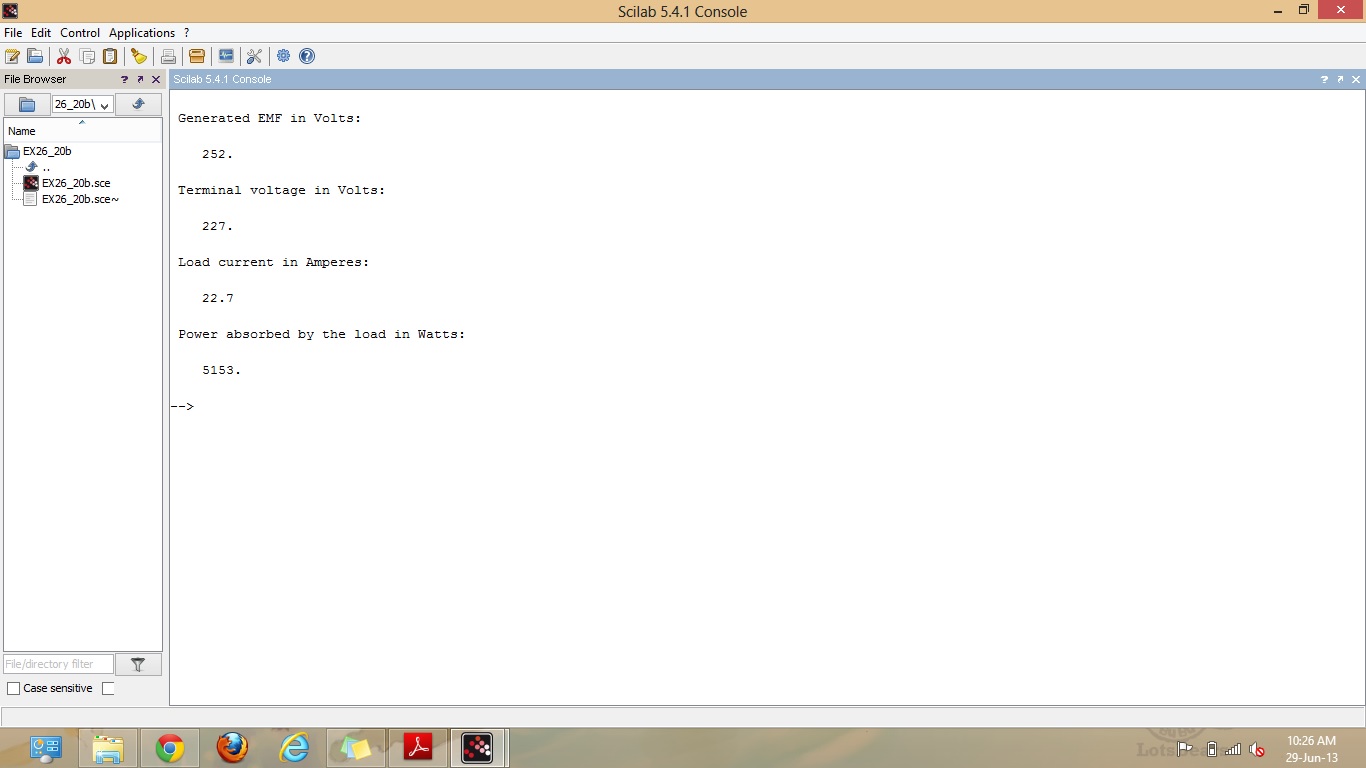 Scilab 5.4.1 Console
File Edit Control Applications ?
File Browser ? ↗ ×
Scilab 5.4.1 Console ? ↗ ×
26_20b\
Name
EX26_20b
..
EX26_20b.sce
EX26_20b.sce~
Generated EMF in Volts:
252.
Terminal voltage in Volts:
227.
Load current in Amperes:
22.7
Power absorbed by the load in Watts:
5153.
-->
File/directory filter
Case sensitive
10:26 AM
29-Jun-13